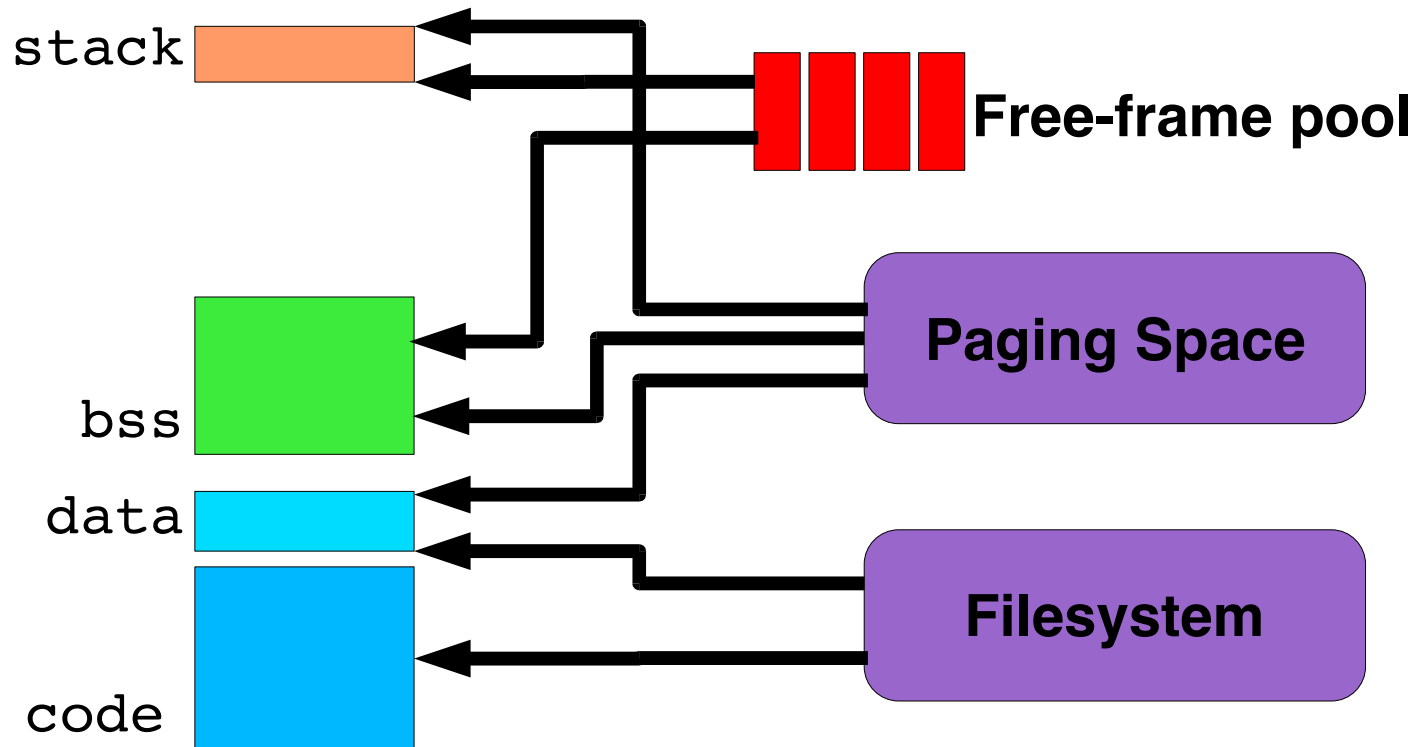 stack
Free-frame pool
Paging Space
bss
data
Filesystem
code